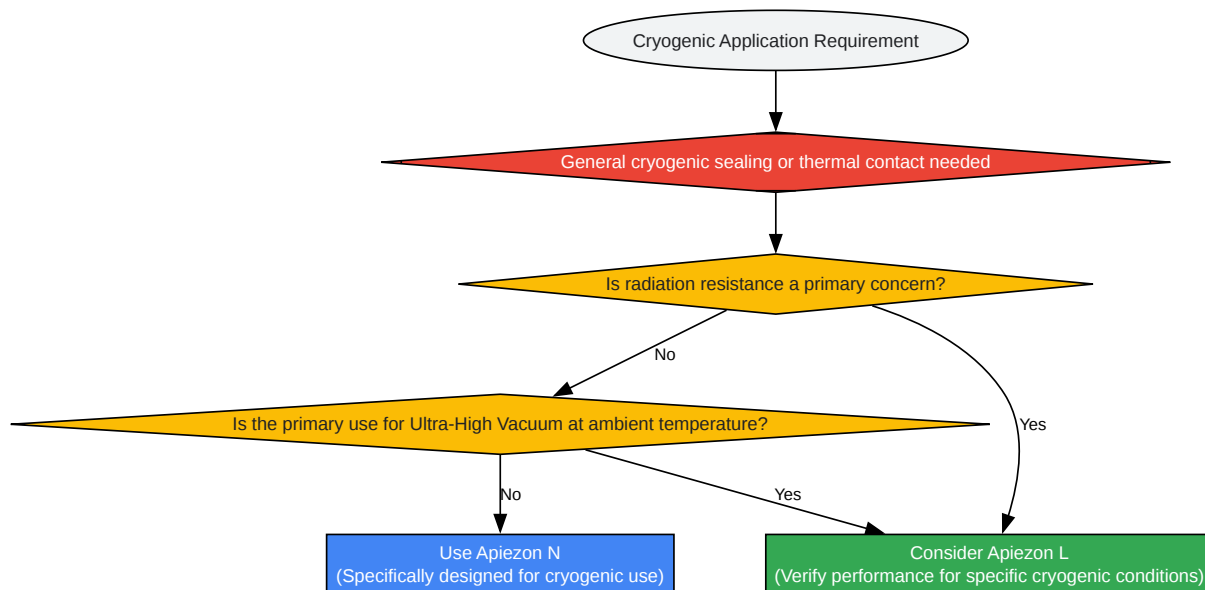 Cryogenic Application Requirement
General cryogenic sealing or thermal contact needed
Is radiation resistance a primary concern?
No
Is the primary use for Ultra-High Vacuum at ambient temperature?
Yes
No
Yes
Use Apiezon N
(Specifically designed for cryogenic use)
Consider Apiezon L
(Verify performance for specific cryogenic conditions)